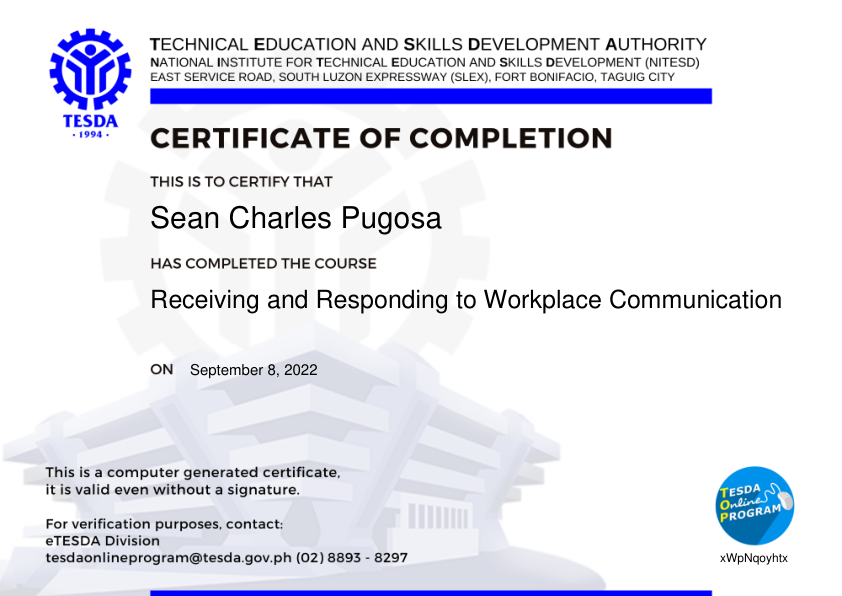 TECHNICAL EDUCATION AND SKILLS DEVELOPMENT AUTHORITY
NATIONAL INSTITUTE FOR TECHNICAL EDUCATION AND SKILLS DEVELOPMENT (NITESD)
EAST SERVICE ROAD, SOUTH LUZON EXPRESSWAY (SLEX), FORT BONIFACIO, TAGUIG CITY
TESDA
· 1994 ·
CERTIFICATE OF COMPLETION
THIS IS TO CERTIFY THAT
Sean Charles Pugosa
HAS COMPLETED THE COURSE
Receiving and Responding to Workplace Communication
ON September 8, 2022
This is a computer generated certificate,
it is valid even without a signature.
For verification purposes, contact:
eTESDA Division
tesdaonlineprogram@tesda.gov.ph (02) 8893 - 8297
TESDA
Online
PROGRAM
xWpNqoyhtx